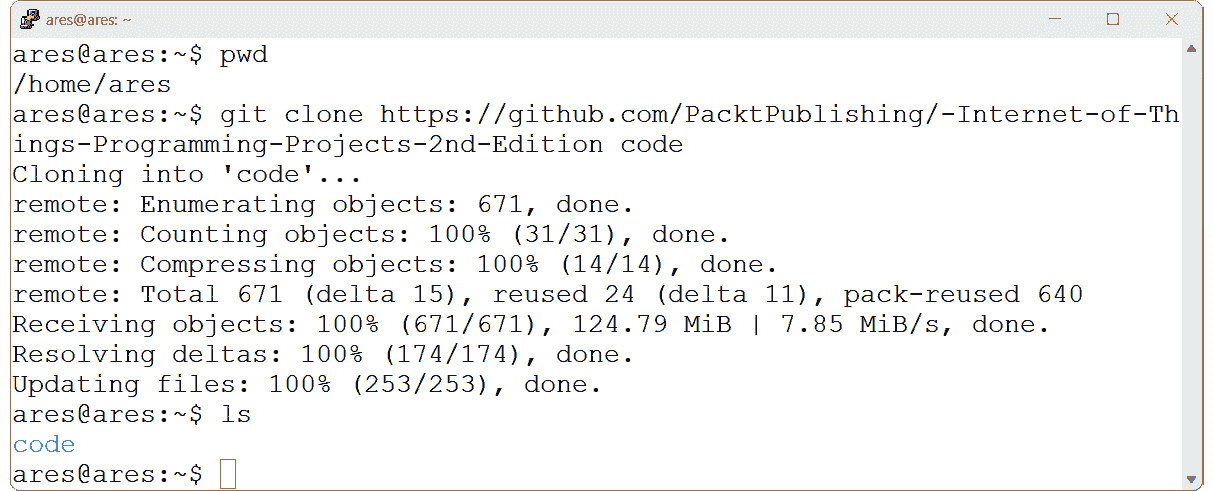 ares@ares: ~
ares@ares:~$ pwd
/home/ares
ares@ares:~$ git clone https://github.com/PacktPublishing/-Internet-of-Th
ings-Programming-Projects-2nd-Edition code
Cloning into 'code'...
remote: Enumerating objects: 671, done.
remote: Counting objects: 100% (31/31), done.
remote: Compressing objects: 100% (14/14), done.
remote: Total 671 (delta 15), reused 24 (delta 11), pack-reused 640
Receiving objects: 100% (671/671), 124.79 MiB | 7.85 MiB/s, done.
Resolving deltas: 100% (174/174), done.
Updating files: 100% (253/253), done.
ares@ares:~$ ls
code
ares@ares:~$